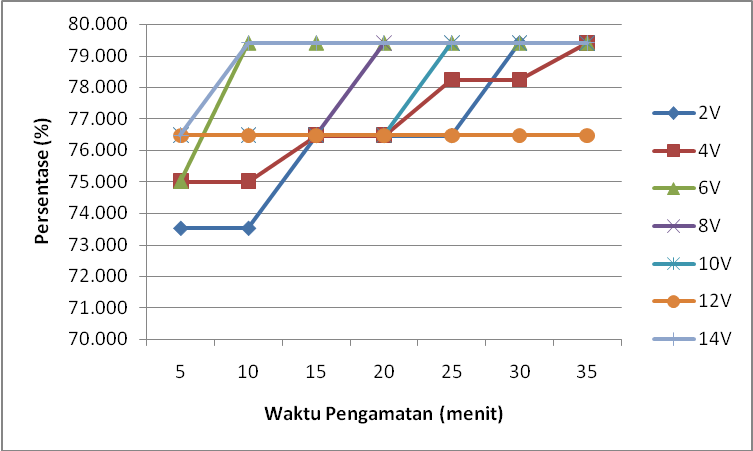 80.000
79.000
78.000
77.000
76.000
75.000
74.000
73.000
72.000
71.000
70.000
Persentase (%)
5 10 15 20 25 30 35
Waktu Pengamatan (menit)
2V
4V
6V
8V
10V
12V
14V